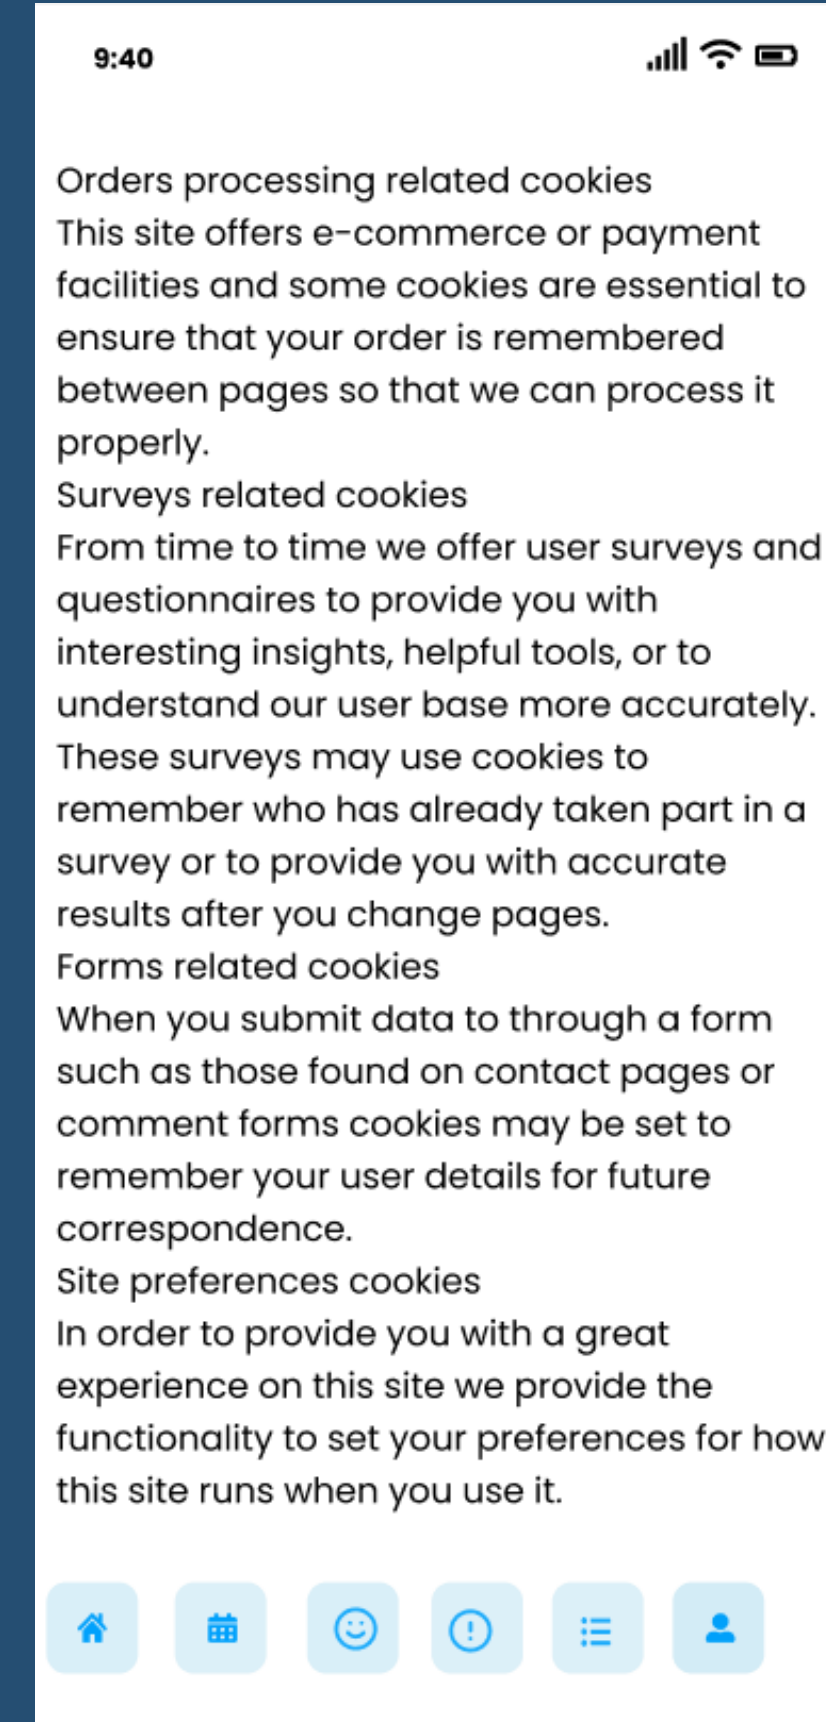 9:40
Orders processing related cookies
This site offers e-commerce or payment
facilities and some cookies are essential to
ensure that your order is remembered
between pages so that we can process it
properly.
Surveys related cookies
From time to time we offer user surveys and
questionnaires to provide you with
interesting insights, helpful tools, or to
understand our user base more accurately.
These surveys may use cookies to
remember who has already taken part in a
survey or to provide you with accurate
results after you change pages.
Forms related cookies
When you submit data to through a form
such as those found on contact pages or
comment forms cookies may be set to
remember your user details for future
correspondence.
Site preferences cookies
In order to provide you with a great
experience on this site we provide the
functionality to set your preferences for how
this site runs when you use it.